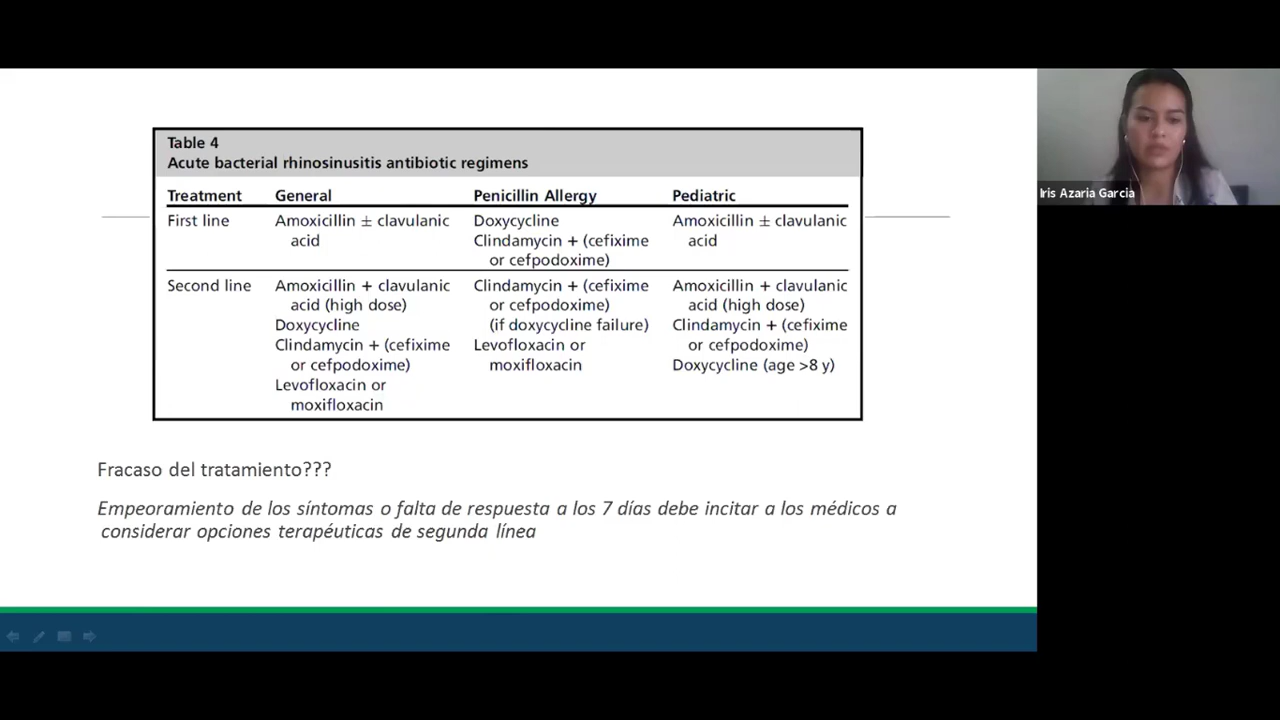 Table 4
Acute bacterial rhinosinusitis antibiotic regimens
Treatment General Penicillin Allergy Pediatric
First line Amoxicillin ± clavulanic Doxycycline Amoxicillin ± clavulanic
acid Clindamycin + (cefixime acid
or cefpodoxime)
Second line Amoxicillin + clavulanic Clindamycin + (cefixime Amoxicillin + clavulanic
acid (high dose) or cefpodoxime) acid (high dose)
Doxycycline (if doxycycline failure) Clindamycin + (cefixime
Clindamycin + (cefixime Levofloxacin or or cefpodoxime)
or cefpodoxime) moxifloxacin Doxycycline (age >8 y)
Levofloxacin or
moxifloxacin
Fracaso del tratamiento???
Empeoramiento de los síntomas o falta de respuesta a los 7 días debe incitar a los médicos a
considerar opciones terapéuticas de segunda línea
Iris Azaria Garcia